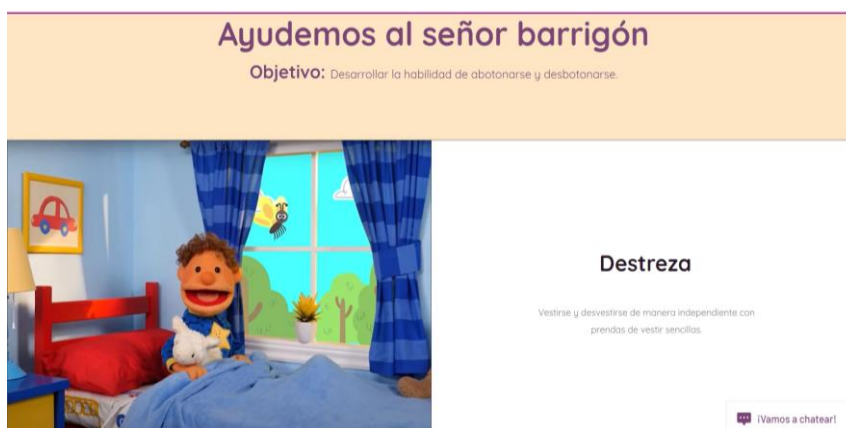 Ayudemos al señor barrigón
Objetivo: Desarrollar la habilidad de abotonarse y desbotonarse.
Destreza
Vestirse y desvestirse de manera independiente con
prendas de vestir sencillas.
¡Vamos a chatear!